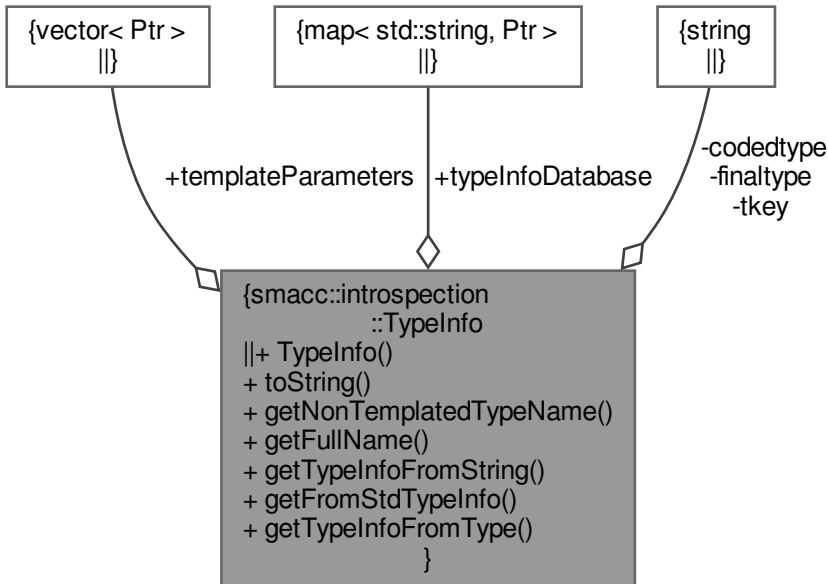 {vector< Ptr >
||}
{map< std::string, Ptr >
||}
{string
||}
+templateParameters
+typeInfoDatabase
-codedtype
-finaltype
-tkey
{smacc::introspection
::TypeInfo
||+ TypeInfo()
+ toString()
+ getNonTemplatedTypeName()
+ getFullName()
+ getTypeInfoFromString()
+ getFromStdTypeInfo()
+ getTypeInfoFromType()
}